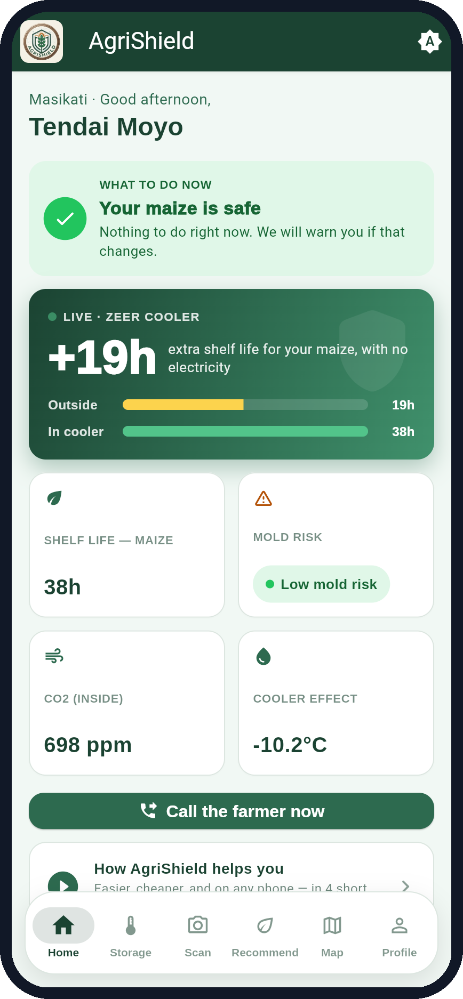 AGRISHIELD
AgriShield
A
Masikati · Good afternoon,
Tendai Moyo
WHAT TO DO NOW
Your maize is safe
Nothing to do right now. We will warn you if that
changes.
LIVE · ZEER COOLER
+19h
extra shelf life for your maize, with no
electricity
Outside
19h
In cooler
38h
SHELF LIFE — MAIZE
38h
MOLD RISK
Low mold risk
CO2 (INSIDE)
698 ppm
COOLER EFFECT
-10.2°C
Call the farmer now
How AgriShield helps you
Easier, cheaper, and on any phone — in 4 short
Home
Storage
Scan
Recommend
Map
Profile